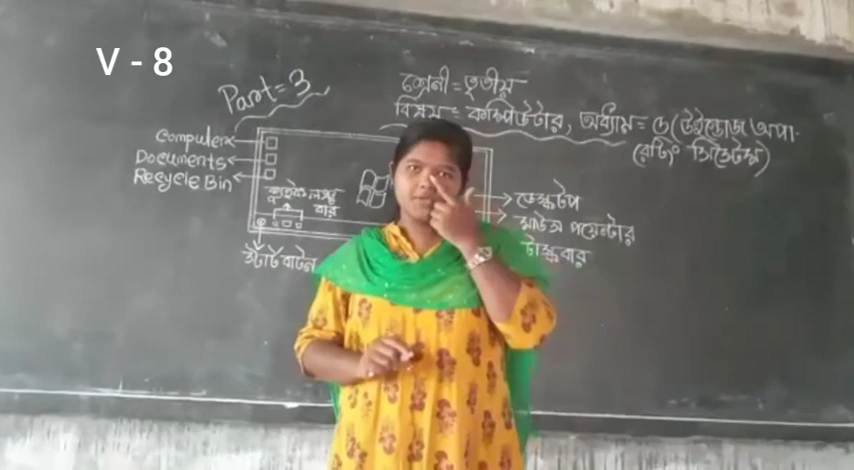 V - 8
Part = 3
শ্রেনী = তৃতীয়
বিষয় = কম্পিউটার, অধ্যায় = ৩ (উইন্ডোজ অপা-
রেটিং সিস্টেম)
Computer
Documents
Recycle Bin
কুইক লঞ্চ
বার
ডেস্কটপ
মাউস পয়েন্টার
টাস্কবার
স্টার্ট বাটন